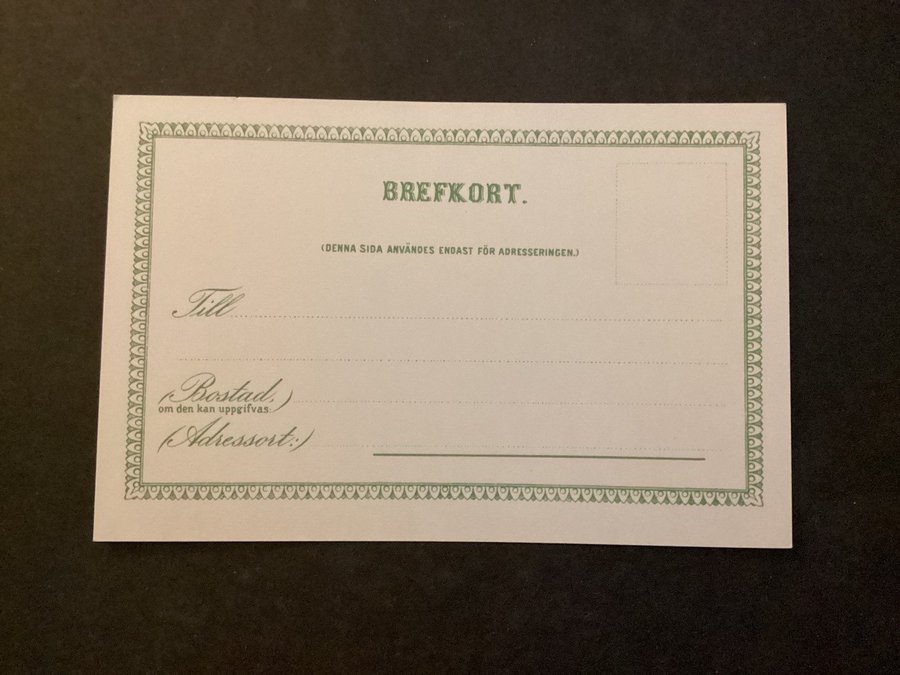 BREFKORT.
(DENNA SIDA ANVÄNDES ENDAST FÖR ADRESSERINGEN.)
Till
(Bostad,)
om den kan uppgifvas:
(Adressort:)